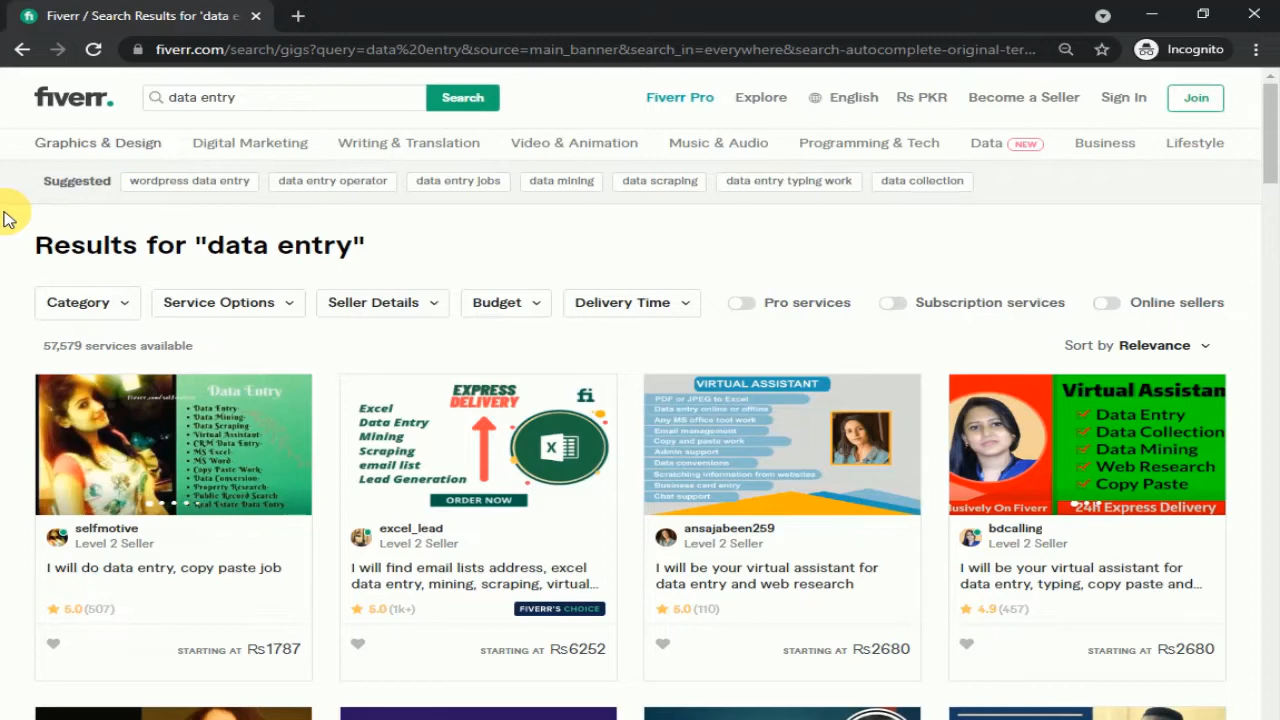 Fiverr / Search Results for 'data e
fiverr.com/search/gigs?query=data%20entry&source=main_banner&search_in=everywhere&search-autocomplete-original-ter...
Incognito
fiverr.
data entry
Search
Fiverr Pro
Explore
English
Rs PKR
Become a Seller
Sign In
Join
Graphics & Design
Digital Marketing
Writing & Translation
Video & Animation
Music & Audio
Programming & Tech
Data NEW
Business
Lifestyle
Suggested
wordpress data entry
data entry operator
data entry jobs
data mining
data scraping
data entry typing work
data collection
Results for "data entry"
Category
Service Options
Seller Details
Budget
Delivery Time
Pro services
Subscription services
Online sellers
57,579 services available
Sort by Relevance
Data Entry
• Data Entry
• Data Mining
• Data Scraping
• Virtual Assistant
• CRM Data Entry
• MS Excel
• MS Word
• Copy Paste Work
• Data Conversion
• Property Research
• Public Record Search
• Real Estate Data Entry
selfmotive
Level 2 Seller
I will do data entry, copy paste job
5.0 (507)
STARTING AT Rs1787
EXPRESS
DELIVERY
fi
Excel
Data Entry
Mining
Scraping
email list
Lead Generation
X
ORDER NOW
excel_lead
Level 2 Seller
I will find email lists address, excel
data entry, mining, scraping, virtual...
5.0 (1k+)
FIVERR'S CHOICE
STARTING AT Rs6252
VIRTUAL ASSISTANT
PDF or JPEG to Excel
Data entry online or offline
Any MS office tool work
Email management
Copy and paste work
Admin support
Data conversions
Scratching information from websites
Business card entry
Chat support
ansajabeen259
Level 2 Seller
I will be your virtual assistant for
data entry and web research
5.0 (110)
STARTING AT Rs2680
Virtual Assistan
Data Entry
Data Collection
Data Mining
Web Research
Copy Paste
lusively On Fiverr
24H Express Delivery
bdcalling
Level 2 Seller
I will be your virtual assistant for
data entry, typing, copy paste and...
4.9 (457)
STARTING AT Rs2680